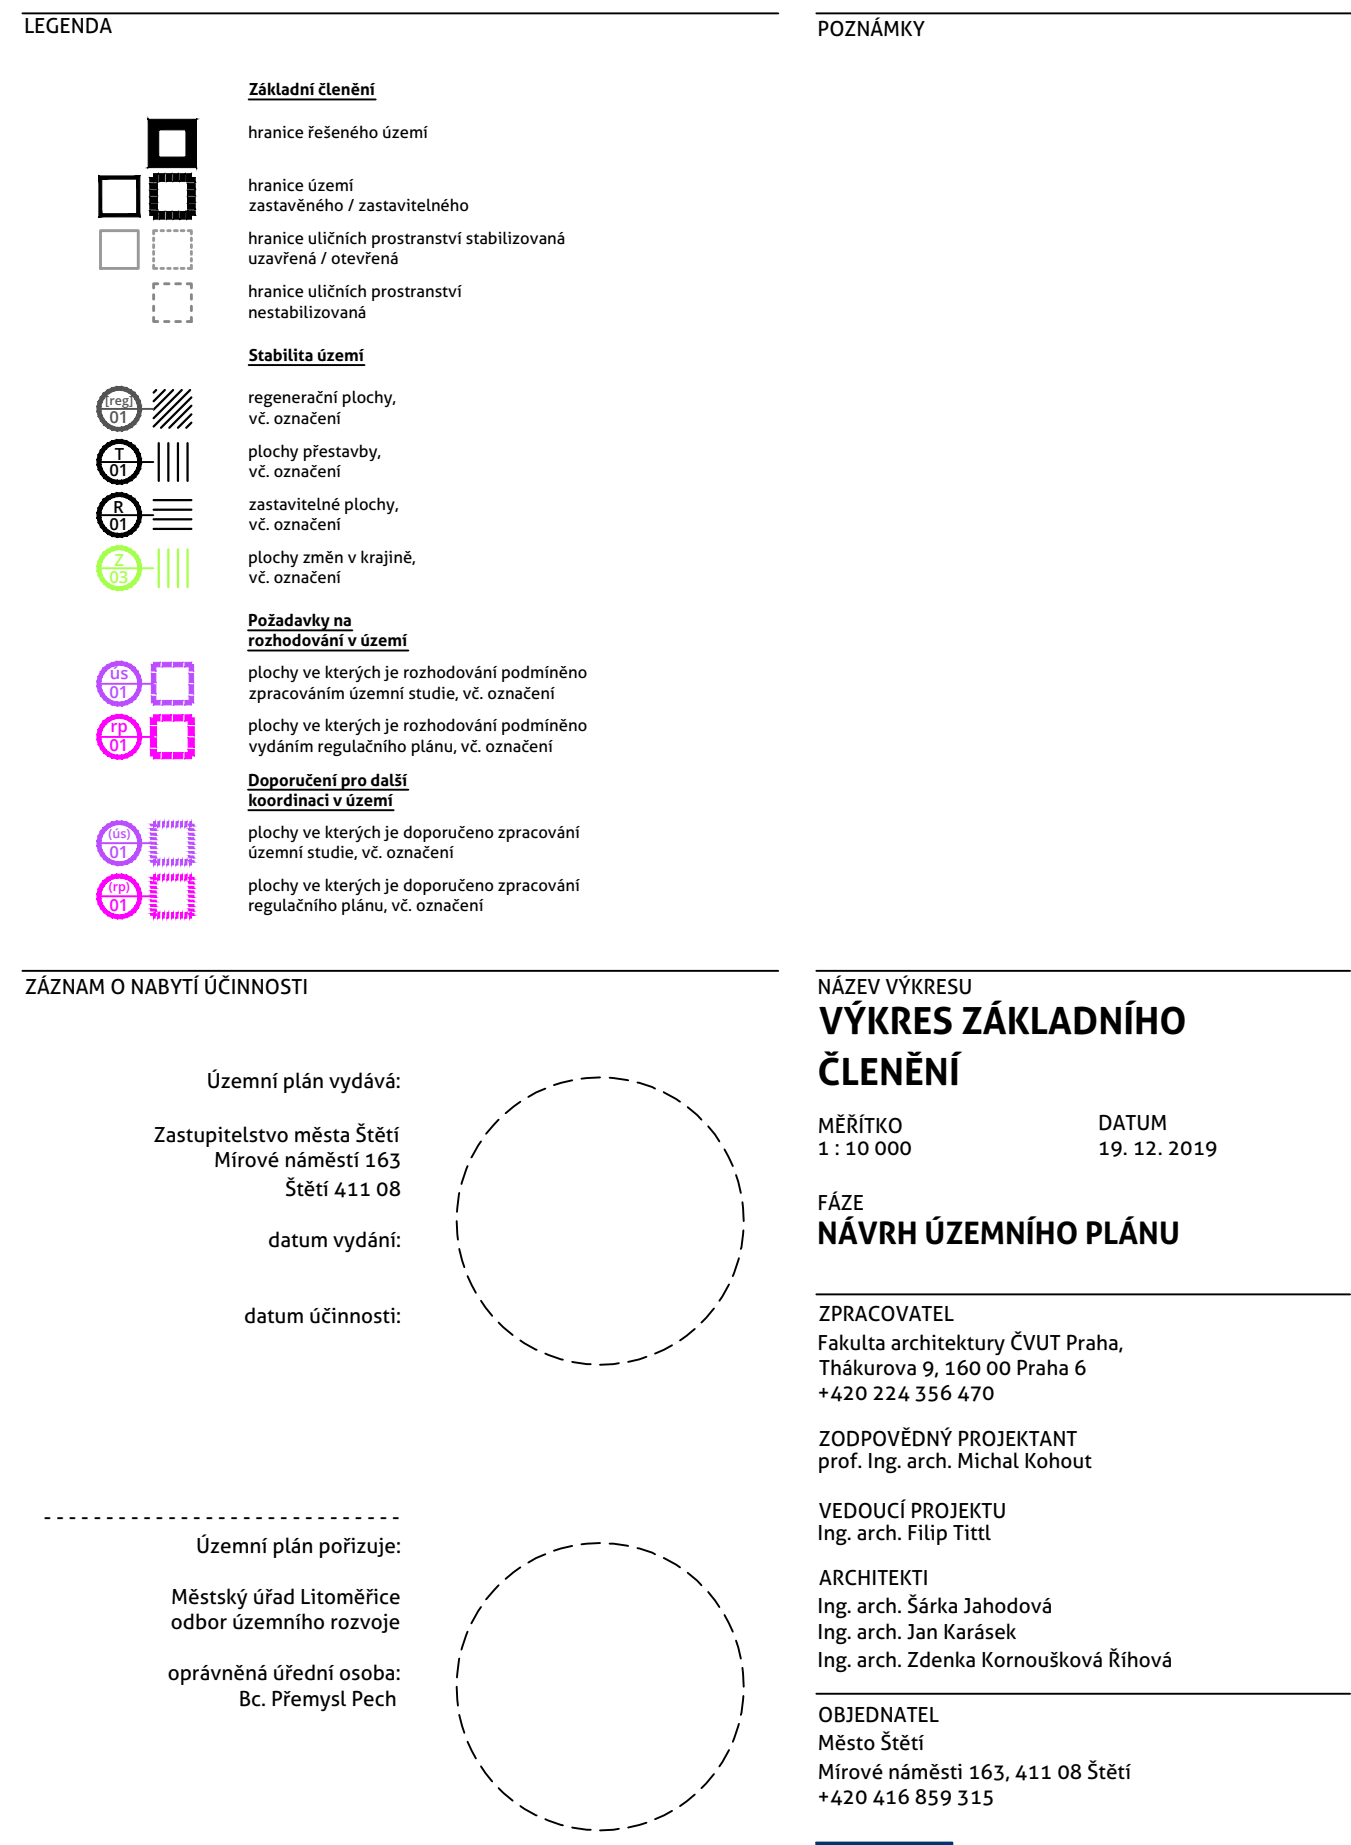 LEGENDA
Základní členění
hranice řešeného území
hranice území
zastavěného / zastavitelného
hranice uličních prostranství stabilizovaná
uzavřená / otevřená
hranice uličních prostranství
nestabilizovaná
Stabilita území
[reg]
01
regenerační plochy,
vč. označení
T
01
plochy přestavby,
vč. označení
R
01
zastavitelné plochy,
vč. označení
Z
03
plochy změn v krajině,
vč. označení
Požadavky na
rozhodování v území
ús
01
plochy ve kterých je rozhodování podmíněno
zpracováním územní studie, vč. označení
rp
01
plochy ve kterých je rozhodování podmíněno
vydáním regulačního plánu, vč. označení
Doporučení pro další
koordinaci v území
(ús)
01
plochy ve kterých je doporučeno zpracování
územní studie, vč. označení
(rp)
01
plochy ve kterých je doporučeno zpracování
regulačního plánu, vč. označení
POZNÁMKY
ZÁZNAM O NABYTÍ ÚČINNOSTI
Územní plán vydává:
Zastupitelstvo města Štětí
Mírové náměstí 163
Štětí 411 08
datum vydání:
datum účinnosti:
Územní plán pořizuje:
Městský úřad Litoměřice
odbor územního rozvoje
oprávněná úřední osoba:
Bc. Přemysl Pech
NÁZEV VÝKRESU
VÝKRES ZÁKLADNÍHO
ČLENĚNÍ
MĚŘÍTKO
1 : 10 000
DATUM
19. 12. 2019
FÁZE
NÁVRH ÚZEMNÍHO PLÁNU
ZPRACOVATEL
Fakulta architektury ČVUT Praha,
Thákurova 9, 160 00 Praha 6
+420 224 356 470
ZODPOVĚDNÝ PROJEKTANT
prof. Ing. arch. Michal Kohout
VEDOUCÍ PROJEKTU
Ing. arch. Filip Tittl
ARCHITEKTI
Ing. arch. Šárka Jahodová
Ing. arch. Jan Karásek
Ing. arch. Zdenka Kornoušková Říhová
OBJEDNATEL
Město Štětí
Mírové náměsti 163, 411 08 Štětí
+420 416 859 315